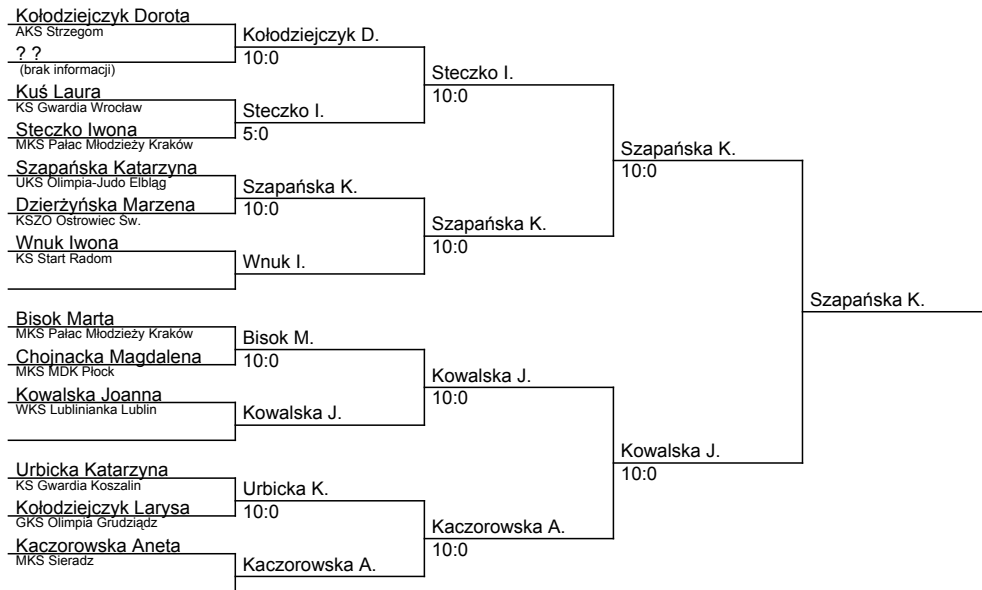 Kołodziejczyk Dorota
AKS Strzegom
? ?
(brak informacji)
Kuś Laura
KS Gwardia Wrocław
Steczko Iwona
MKS Pałac Młodzieży Kraków
Szapańska Katarzyna
UKS Olimpia-Judo Elbląg
Dzierżyńska Marzena
KSZO Ostrowiec Św.
Wnuk Iwona
KS Start Radom
Bisok Marta
MKS Pałac Młodzieży Kraków
Chojnacka Magdalena
MKS MDK Płock
Kowalska Joanna
WKS Lublinianka Lublin
Urbicka Katarzyna
KS Gwardia Koszalin
Kołodziejczyk Larysa
GKS Olimpia Grudziądz
Kaczorowska Aneta
MKS Sieradz
Kołodziejczyk D.
10:0
Steczko I.
5:0
Szapańska K.
10:0
Wnuk I.
Bisok M.
10:0
Kowalska J.
Urbicka K.
10:0
Kaczorowska A.
Steczko I.
10:0
Szapańska K.
10:0
Kowalska J.
10:0
Kaczorowska A.
10:0
Szapańska K.
10:0
Kowalska J.
10:0
Szapańska K.